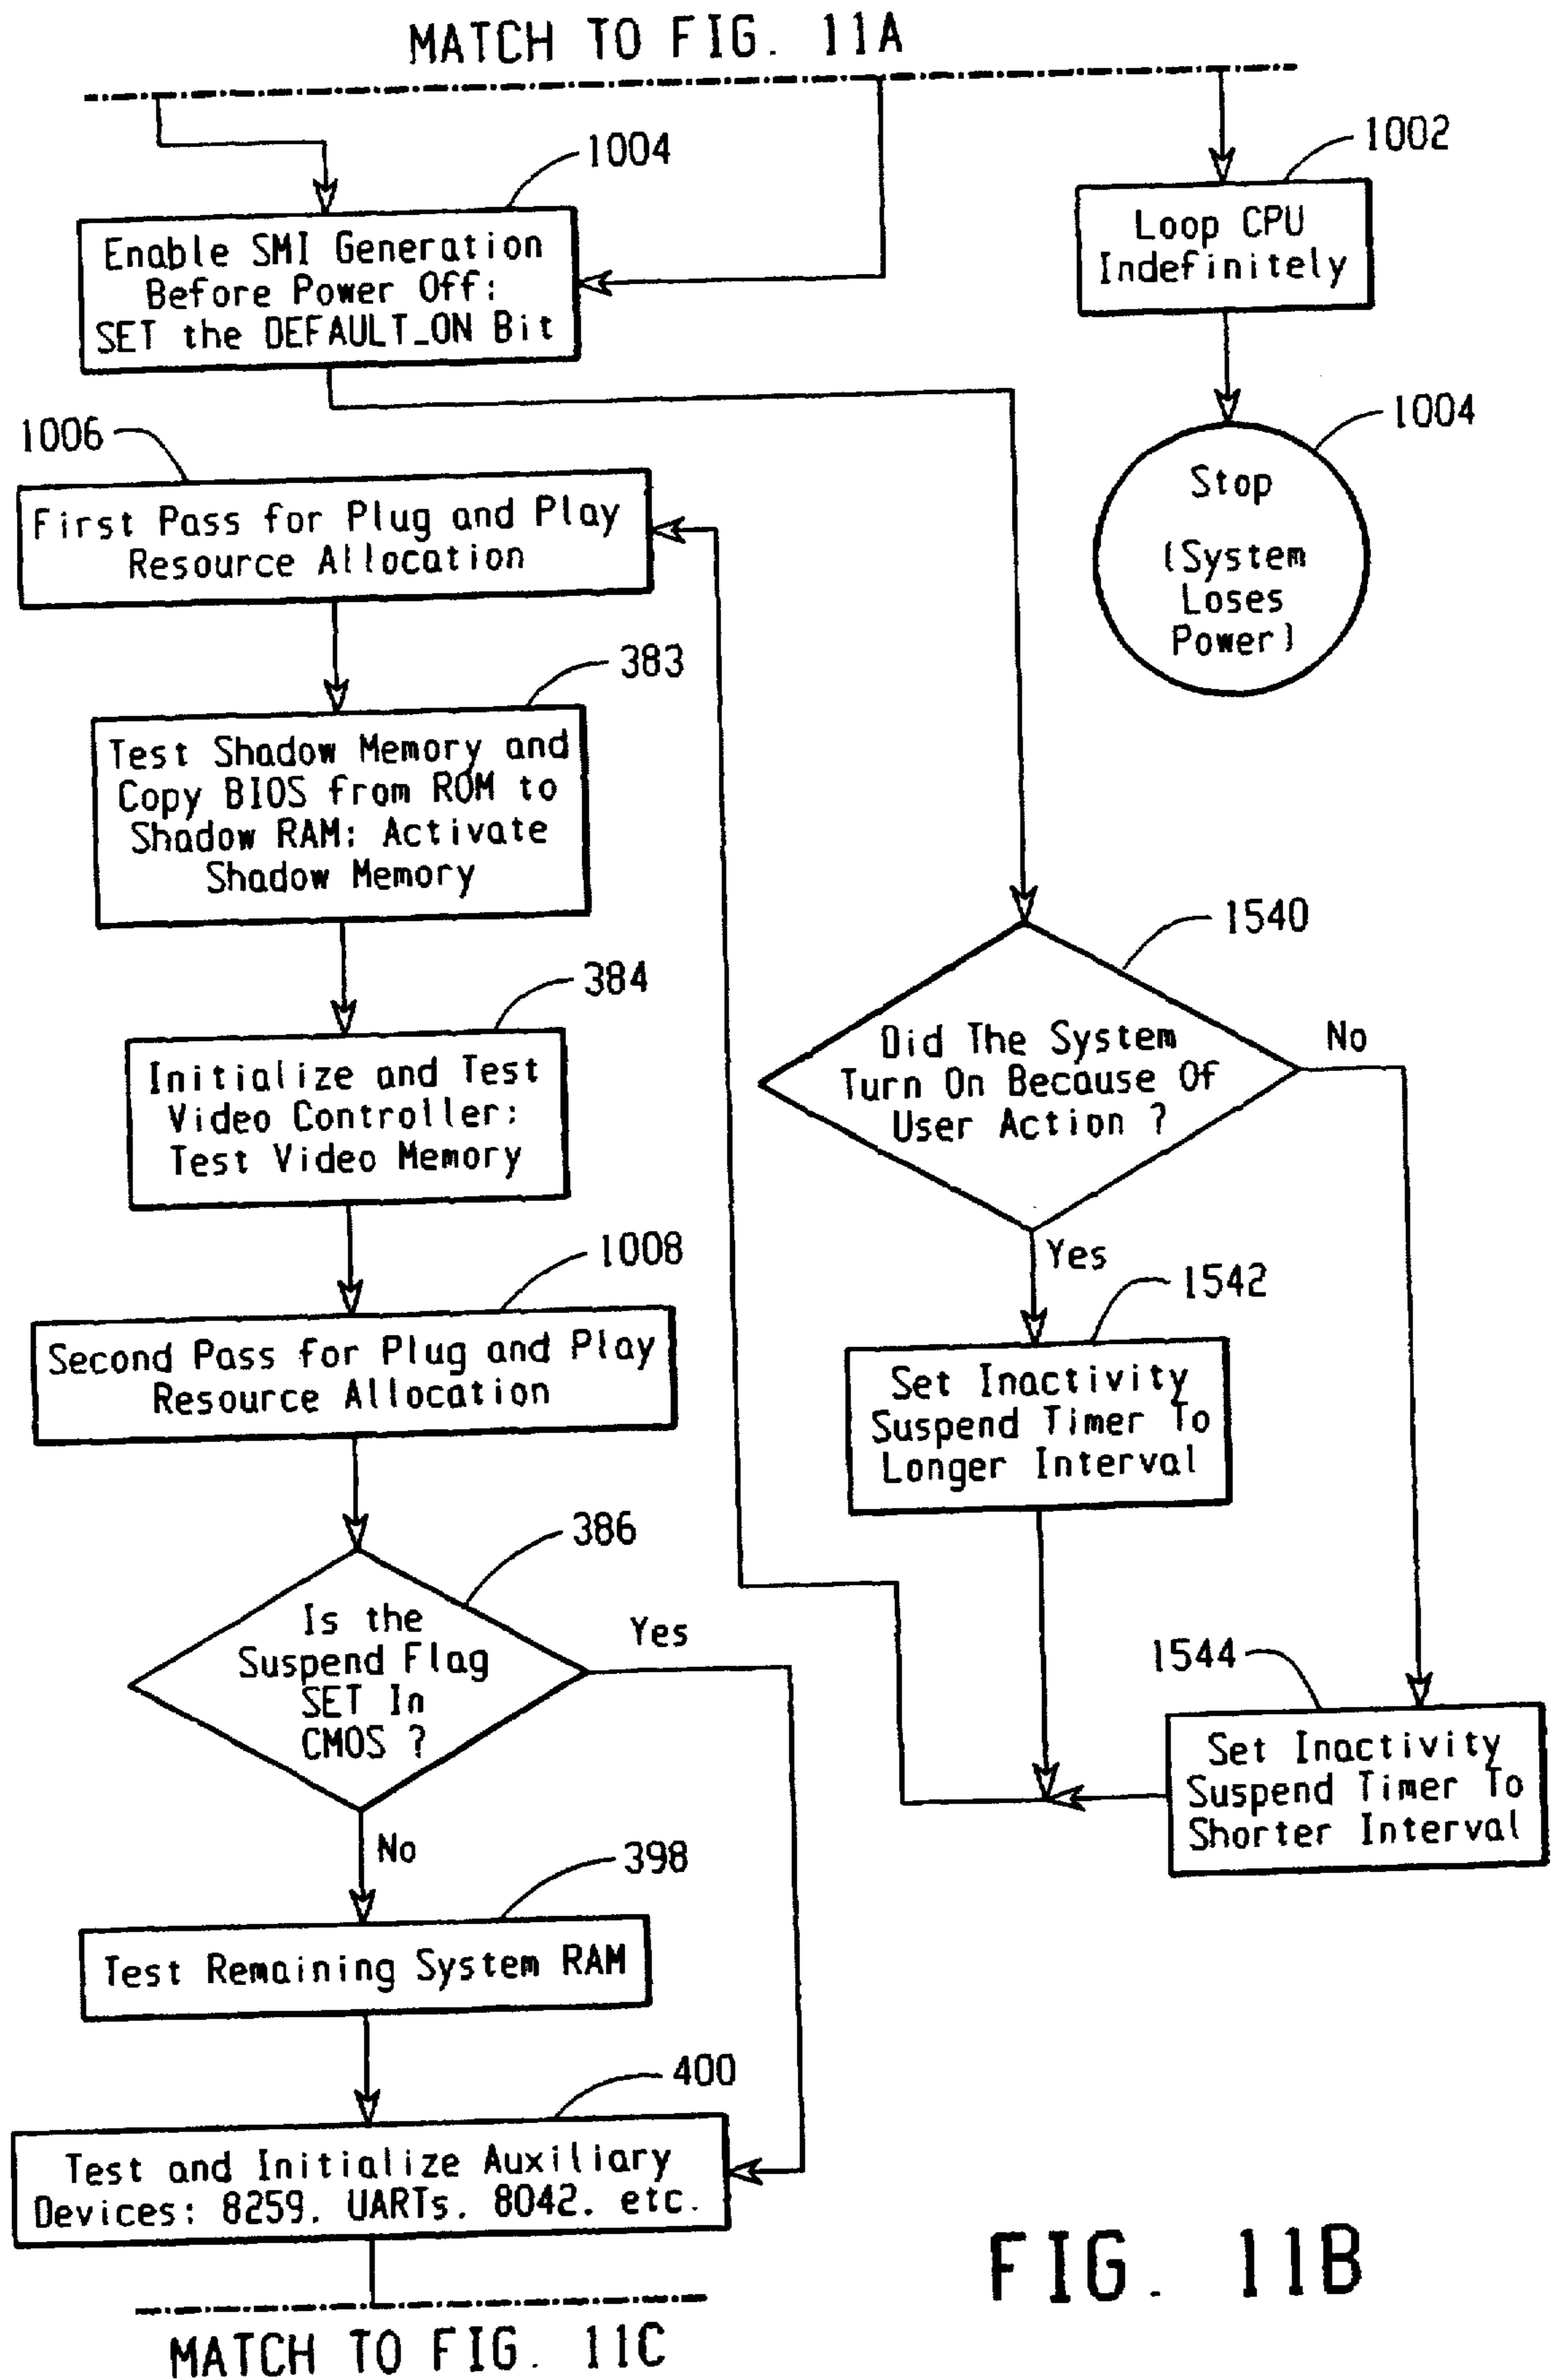 MATCH TO FIG. 11A
1004
Enable SMI Generation
Before Power Off:
SET the DEFAULT_ON Bit
1002
Loop CPU
Indefinitely
1004
Stop
(System
Loses
Power)
1006
First Pass for Plug and Play
Resource Allocation
383
Test Shadow Memory and
Copy BIOS from ROM to
Shadow RAM: Activate
Shadow Memory
384
Initialize and Test
Video Controller:
Test Video Memory
1008
Second Pass for Plug and Play
Resource Allocation
1540
Did The System
Turn On Because Of
User Action ?
No
Yes
1542
Set Inactivity
Suspend Timer To
Longer Interval
1544
Set Inactivity
Suspend Timer To
Shorter Interval
386
Is the
Suspend Flag
SET In
CMOS ?
Yes
No
398
Test Remaining System RAM
400
Test and Initialize Auxiliary
Devices: 8259. UARTs. 8042. etc.
FIG. 11B
MATCH TO FIG. 11C